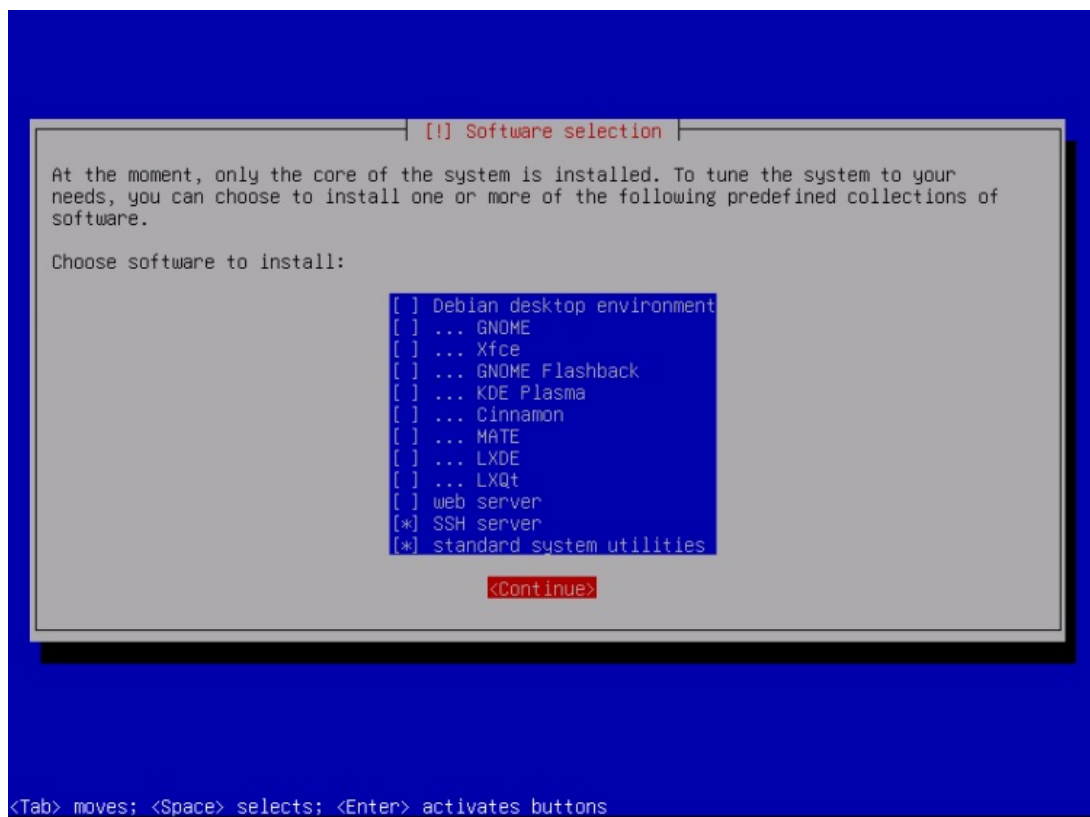 [!] Software selection
At the moment, only the core of the system is installed. To tune the system to your
needs, you can choose to install one or more of the following predefined collections of
software.
Choose software to install:
[ ] Debian desktop environment
[ ] ... GNOME
[ ] ... Xfce
[ ] ... GNOME Flashback
[ ] ... KDE Plasma
[ ] ... Cinnamon
[ ] ... MATE
[ ] ... LXDE
[ ] ... LXQt
[ ] web server
[*] SSH server
[*] standard system utilities
<Continue>
<Tab> moves; <Space> selects; <Enter> activates buttons